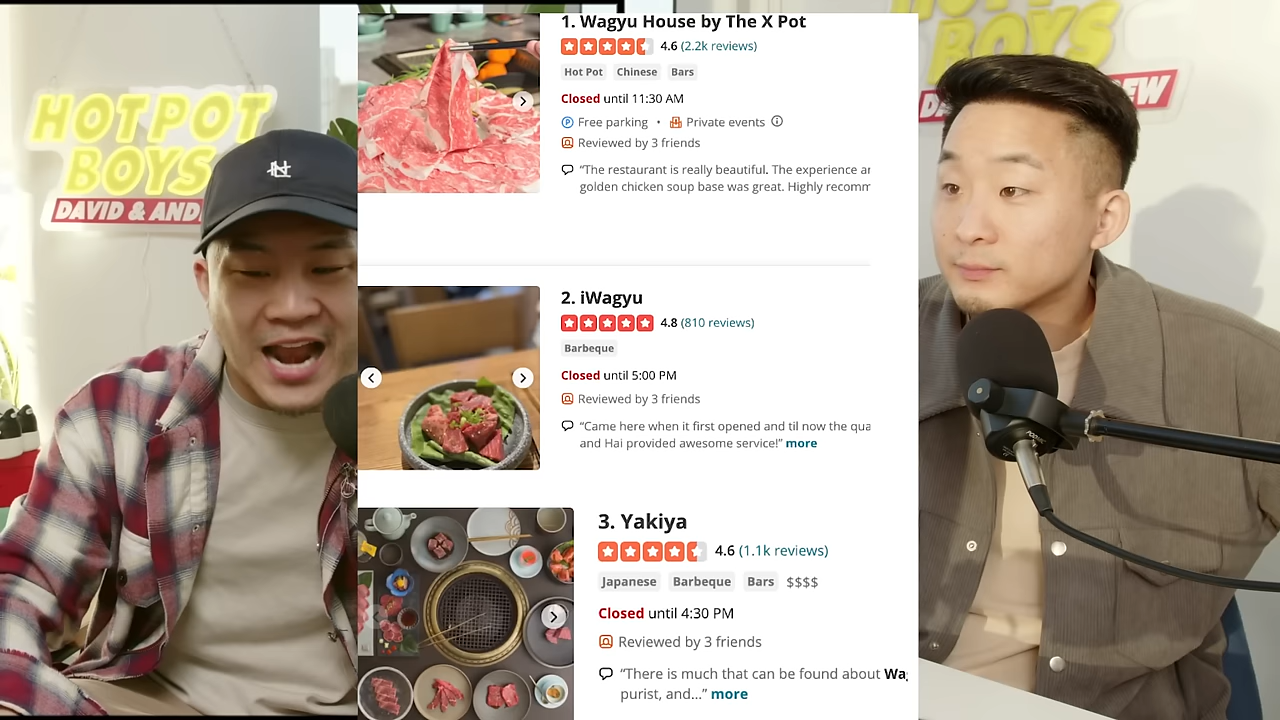 HOTPOT
BOYS
DAVID & AND
1. Wagyu House by The X Pot
4.6 (2.2k reviews)
Hot Pot Chinese Bars
Closed until 11:30 AM
Free parking • Private events
Reviewed by 3 friends
“The restaurant is really beautiful. The experience ar
golden chicken soup base was great. Highly recomm
2. iWagyu
4.8 (810 reviews)
Barbeque
Closed until 5:00 PM
Reviewed by 3 friends
“Came here when it first opened and til now the qua
and Hai provided awesome service!” more
3. Yakiya
4.6 (1.1k reviews)
Japanese Barbeque Bars $$$$
Closed until 4:30 PM
Reviewed by 3 friends
“There is much that can be found about Wag
purist, and...” more
HOTPOT
BOYS
EW